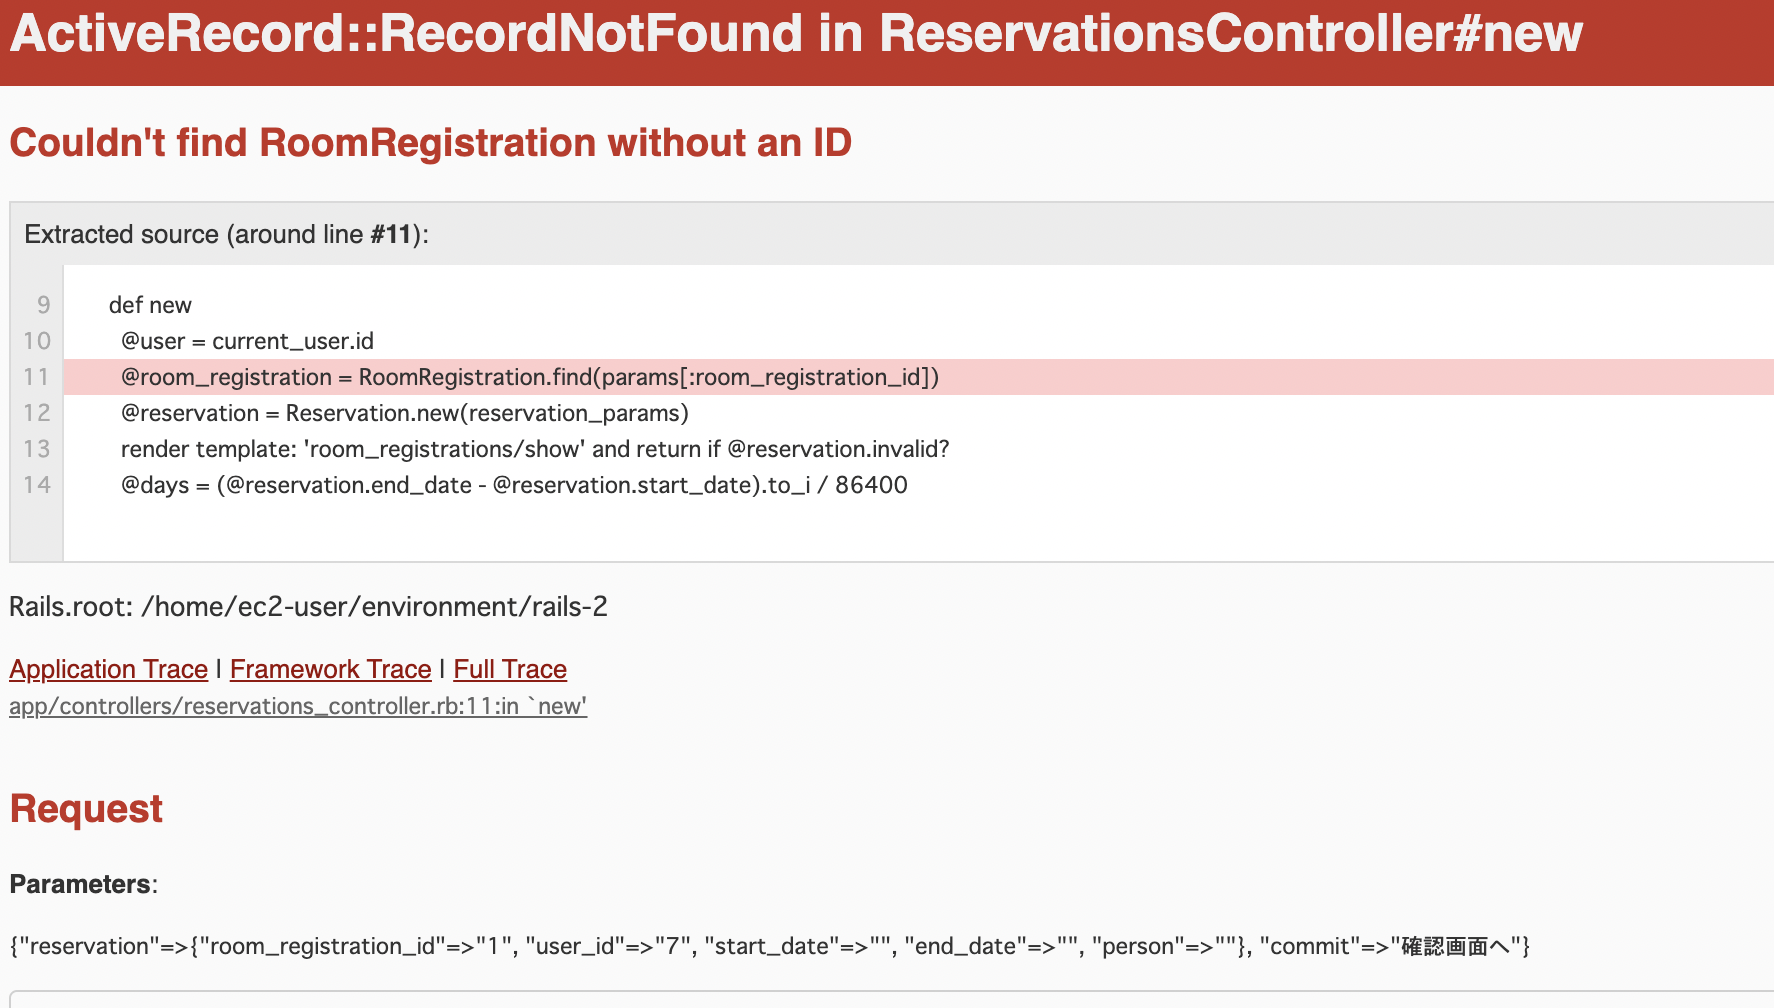 ActiveRecord::RecordNotFound in ReservationsController#new
Couldn't find RoomRegistration without an ID
Extracted source (around line #11):
9 def new
10 @user = current_user.id
11 @room_registration = RoomRegistration.find(params[:room_registration_id])
12 @reservation = Reservation.new(reservation_params)
13 render template: 'room_registrations/show' and return if @reservation.invalid?
14 @days = (@reservation.end_date - @reservation.start_date).to_i / 86400
Rails.root: /home/ec2-user/environment/rails-2
Application Trace | Framework Trace | Full Trace
app/controllers/reservations_controller.rb:11:in `new'
Request
Parameters:
{"reservation"=>{"room_registration_id"=>"1", "user_id"=>"7", "start_date"=>"", "end_date"=>"", "person"=>""}, "commit"=>"確認画面へ"}